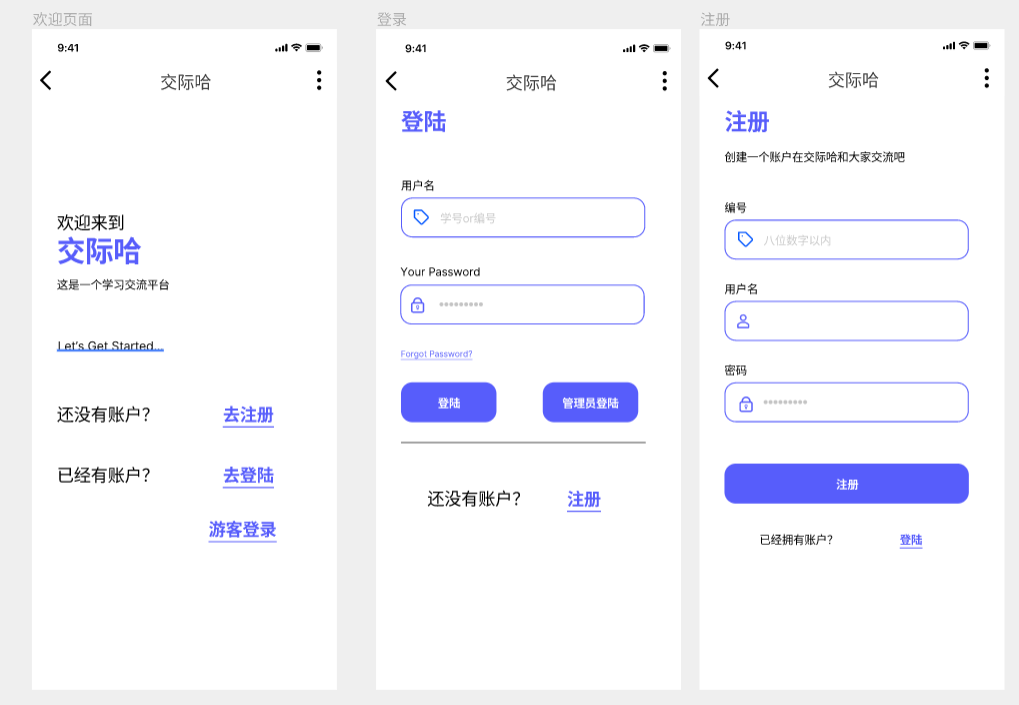 欢迎页面
9:41
交际哈
欢迎来到
交际哈
这是一个学习交流平台
Let's Get Started...
还没有账户？
去注册
已经有账户？
去登陆
游客登录
登录
9:41
交际哈
登陆
用户名
学号or编号
Your Password
Forgot Password?
登陆
管理员登陆
还没有账户？
注册
注册
9:41
交际哈
注册
创建一个账户在交际哈和大家交流吧
编号
八位数字以内
用户名
密码
注册
已经拥有账户？
登陆